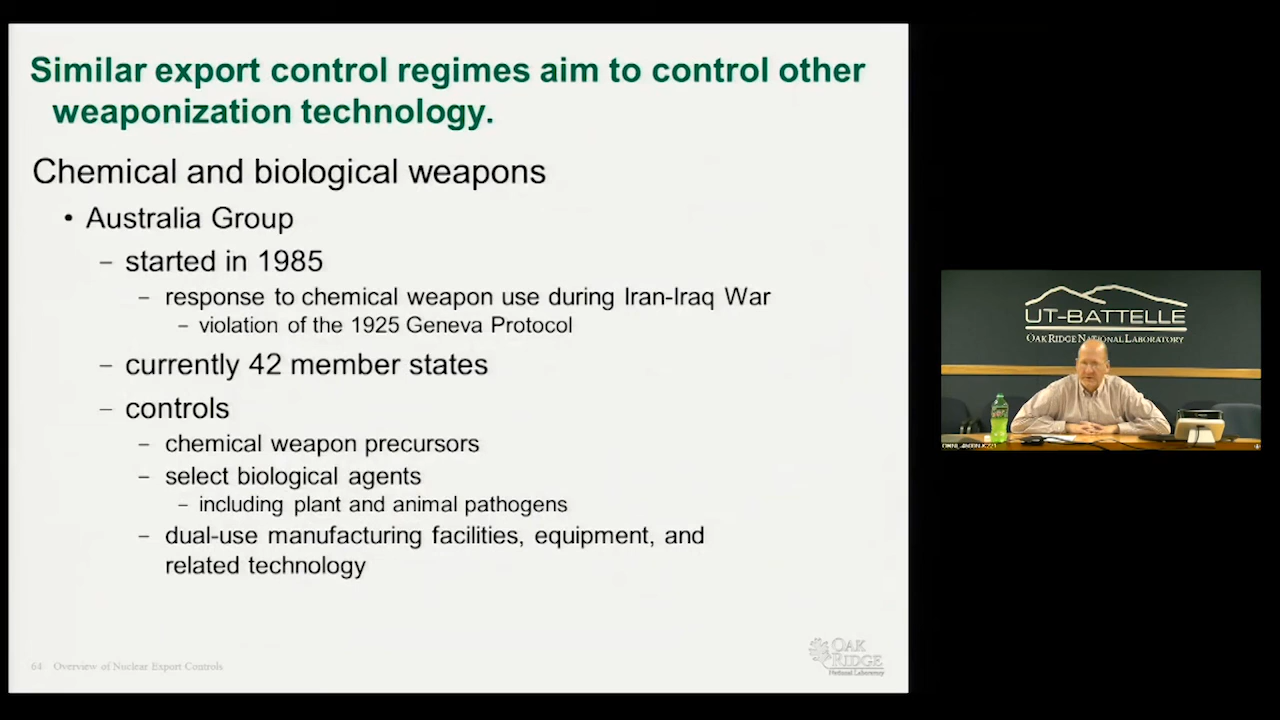 Similar export control regimes aim to control other
weaponization technology.
Chemical and biological weapons
• Australia Group
– started in 1985
– response to chemical weapon use during Iran-Iraq War
– violation of the 1925 Geneva Protocol
– currently 42 member states
– controls
– chemical weapon precursors
– select biological agents
– including plant and animal pathogens
– dual-use manufacturing facilities, equipment, and
related technology
64 Overview of Nuclear Export Controls
OAK
RIDGE
National Laboratory
UT-BATTELLE
OAK RIDGE NATIONAL LABORATORY